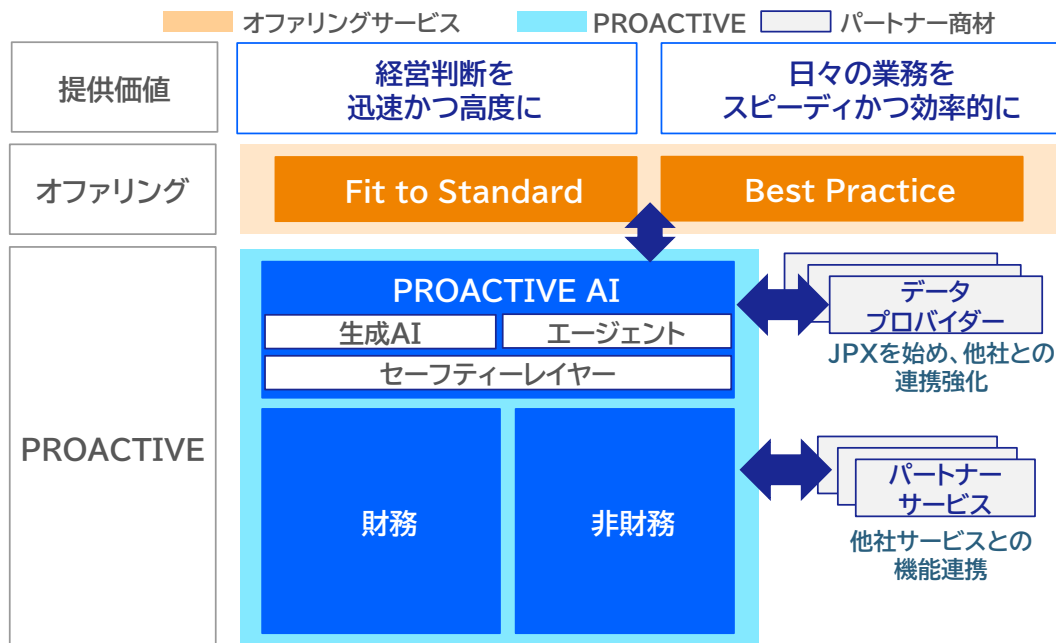 オファリングサービス
PROACTIVE
パートナー商材
提供価値
経営判断を
迅速かつ高度に
日々の業務を
スピーディかつ効率的に
オファリング
Fit to Standard
Best Practice
PROACTIVE
PROACTIVE AI
生成AI
エージェント
セーフティーレイヤー
データ
プロバイダー
JPXを始め、他社との
連携強化
財務
非財務
パートナー
サービス
他社サービスとの
機能連携